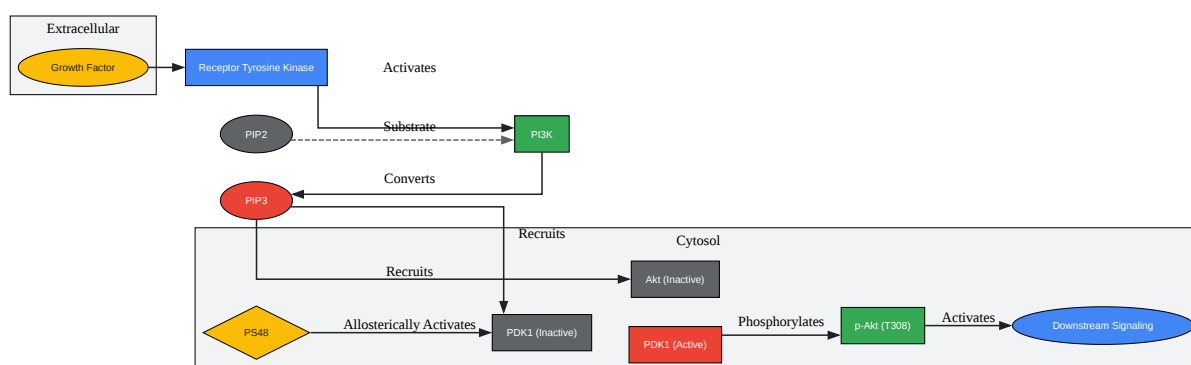 Extracellular
Growth Factor
Receptor Tyrosine Kinase
Activates
PIP2
Substrate
PI3K
Converts
PIP3
Recruits
Cytosol
Recruits
Akt (Inactive)
PS48
Allosterically Activates
PDK1 (Inactive)
PDK1 (Active)
Phosphorylates
p-Akt (T308)
Activates
Downstream Signaling